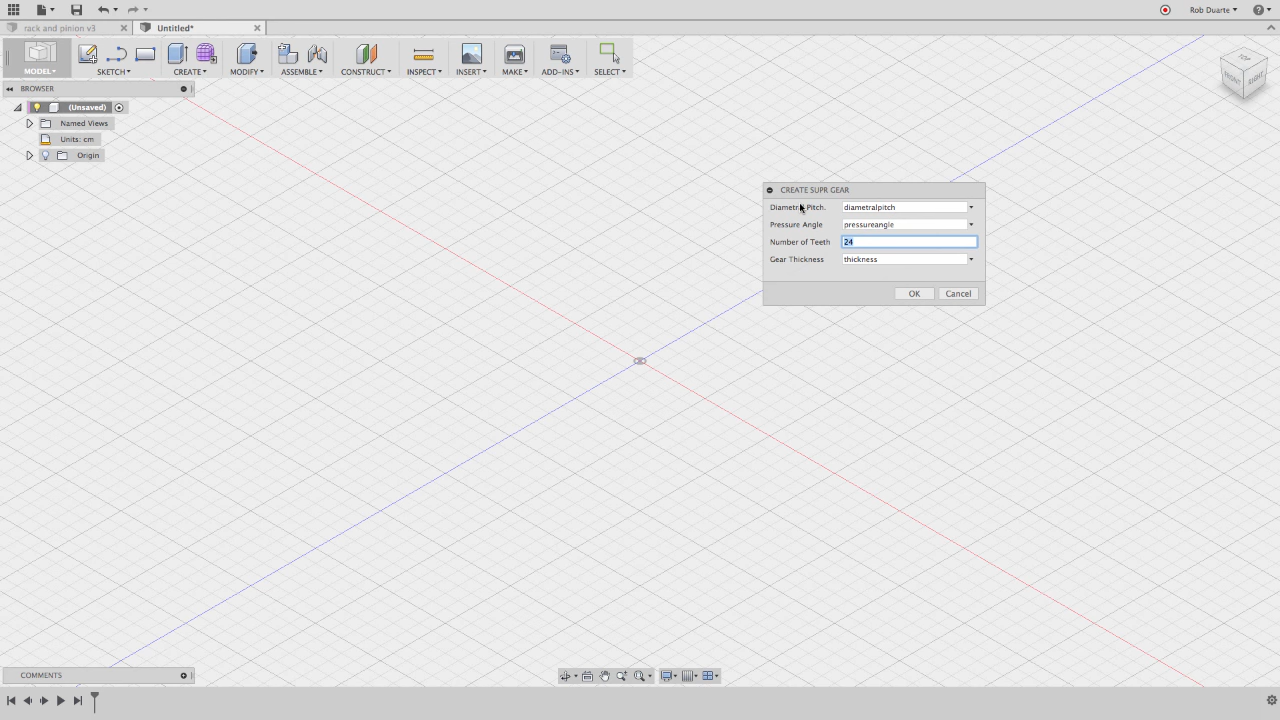 Rob Duarte
rack and pinion v3
Untitled*
MODEL
SKETCH
CREATE
MODIFY
ASSEMBLE
CONSTRUCT
INSPECT
INSERT
MAKE
ADD-INS
SELECT
BROWSER
(Unsaved)
Named Views
Units: cm
Origin
TOP
FRONT
RIGHT
CREATE SUPR GEAR
Diametral Pitch. diametralpitch
Pressure Angle pressureangle
Number of Teeth 24
Gear Thickness thickness
OK Cancel
COMMENTS